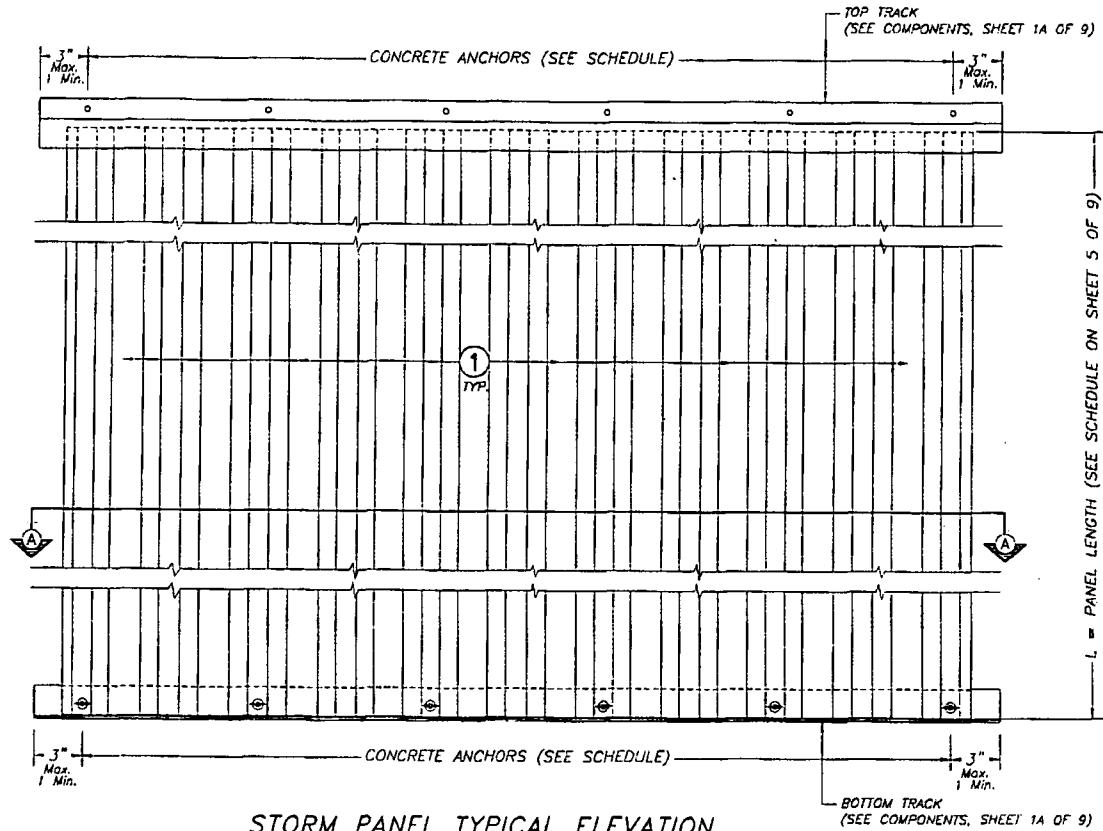 TOP TRACK
(SEE COMPONENTS, SHEET 1A OF 9)
3"
Max.
1 Min.
CONCRETE ANCHORS (SEE SCHEDULE)
3"
Max.
1 Min.
L = PANEL LENGTH (SEE SCHEDULE ON SHEET 5 OF 9)
1
TYP.
A
A
3"
Max.
1 Min.
CONCRETE ANCHORS (SEE SCHEDULE)
3"
Max.
1 Min.
BOTTOM TRACK
(SEE COMPONENTS, SHEET 1A OF 9)
STORM PANEL TYPICAL ELEVATION